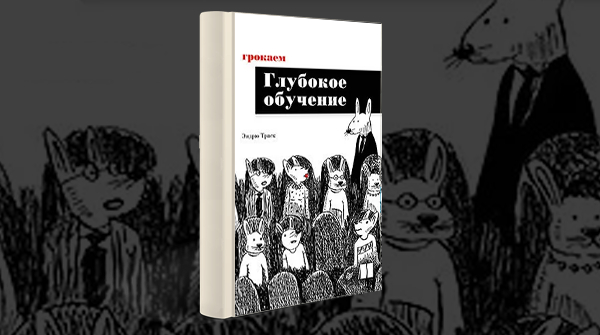 грокаем
Глубокое
обучение
Эндрю Траск